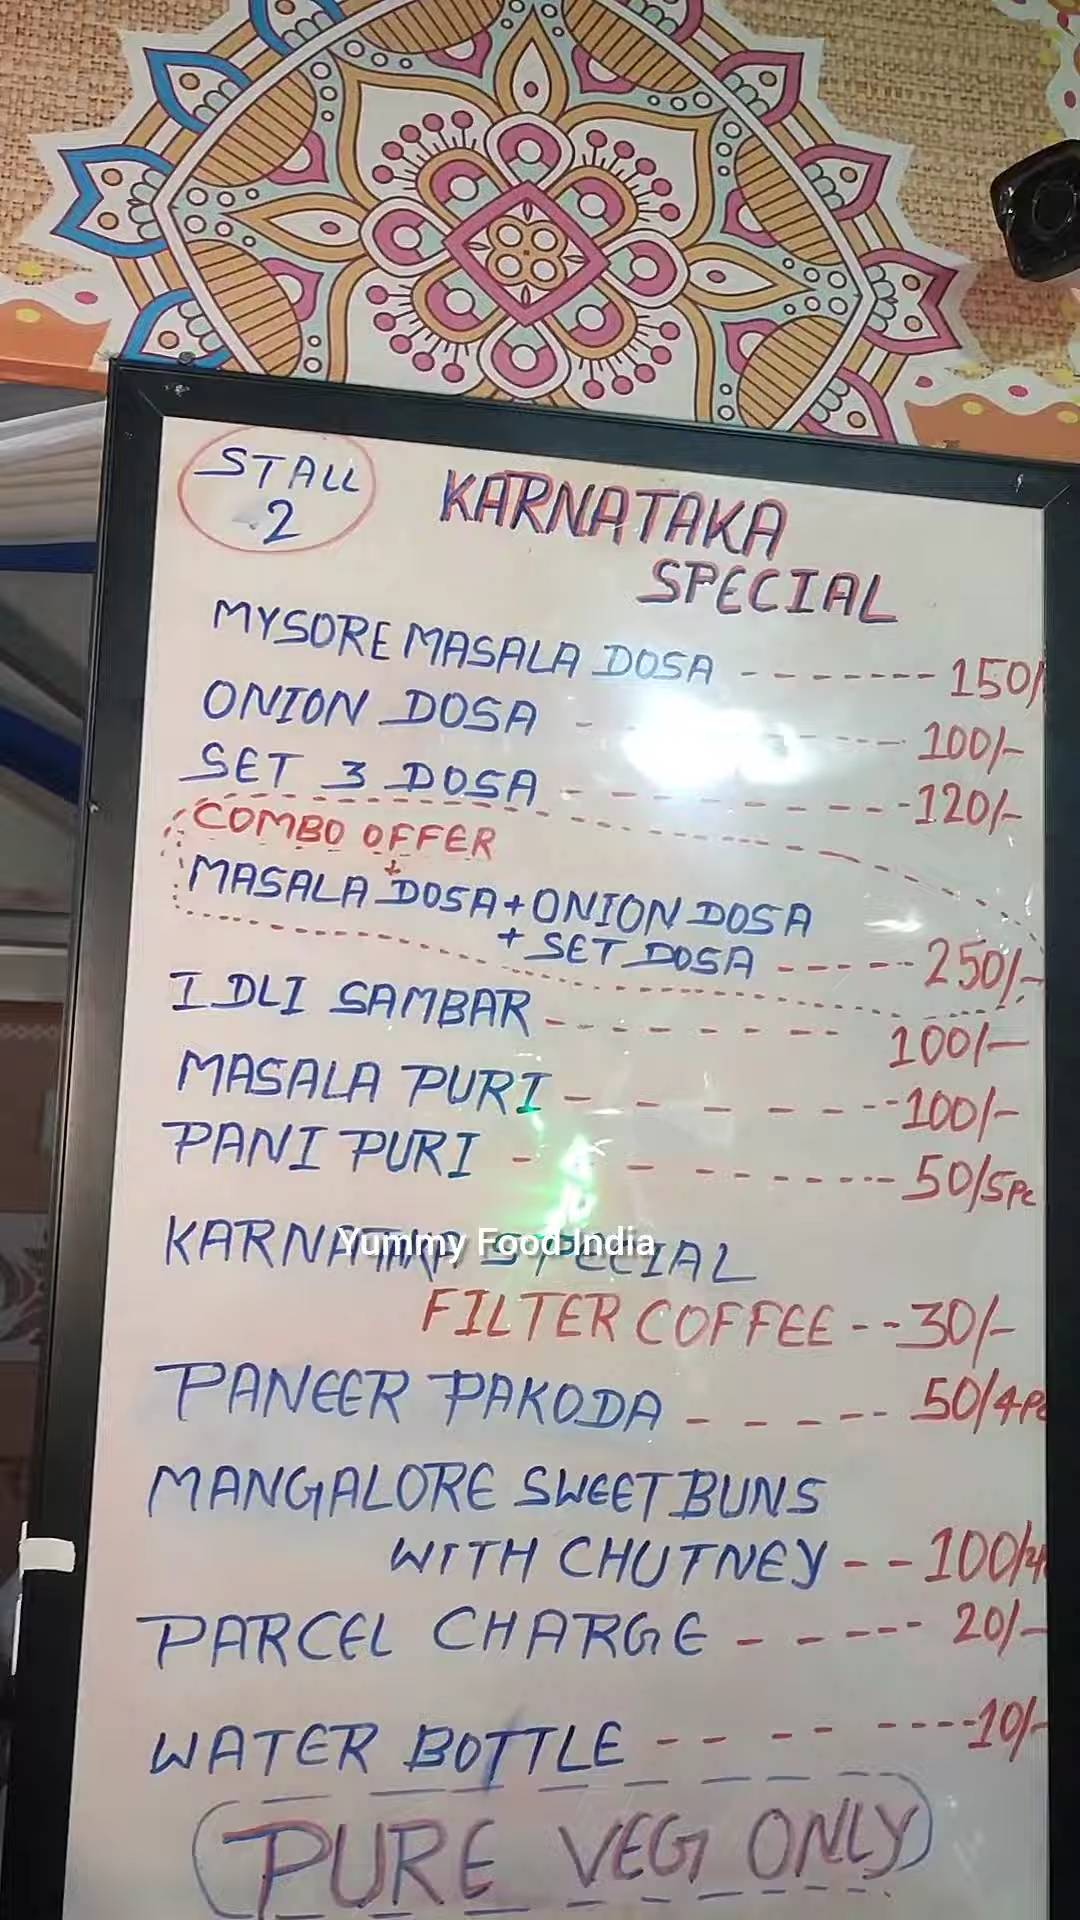 STALL
2
KARNATAKA
SPECIAL
MYSORE MASALA DOSA ------- 150/
ONION DOSA - ---- 100/-
SET 3 DOSA - - - - - - - - -120/-
COMBO OFFER
MASALA DOSA + ONION DOSA
+ SET DOSA ----- 250/-
IDLI SAMBAR - - - - - - - - 100/-
MASALA PURI - - - - - - -- 100/-
PANI PURI - - - ------ 50/5PC
KARNATAKA SPECIAL
Yummy Food India
FILTER COFFEE -- 30/-
PANEER PAKODA - - - -- 50/4PC
MANGALORE SWEET BUNS
WITH CHUTNEY -- 100/4
PARCEL CHARGE - - ---- 20/-
WATER BOTTLE -- - -- ----10/-
PURE VEG ONLY